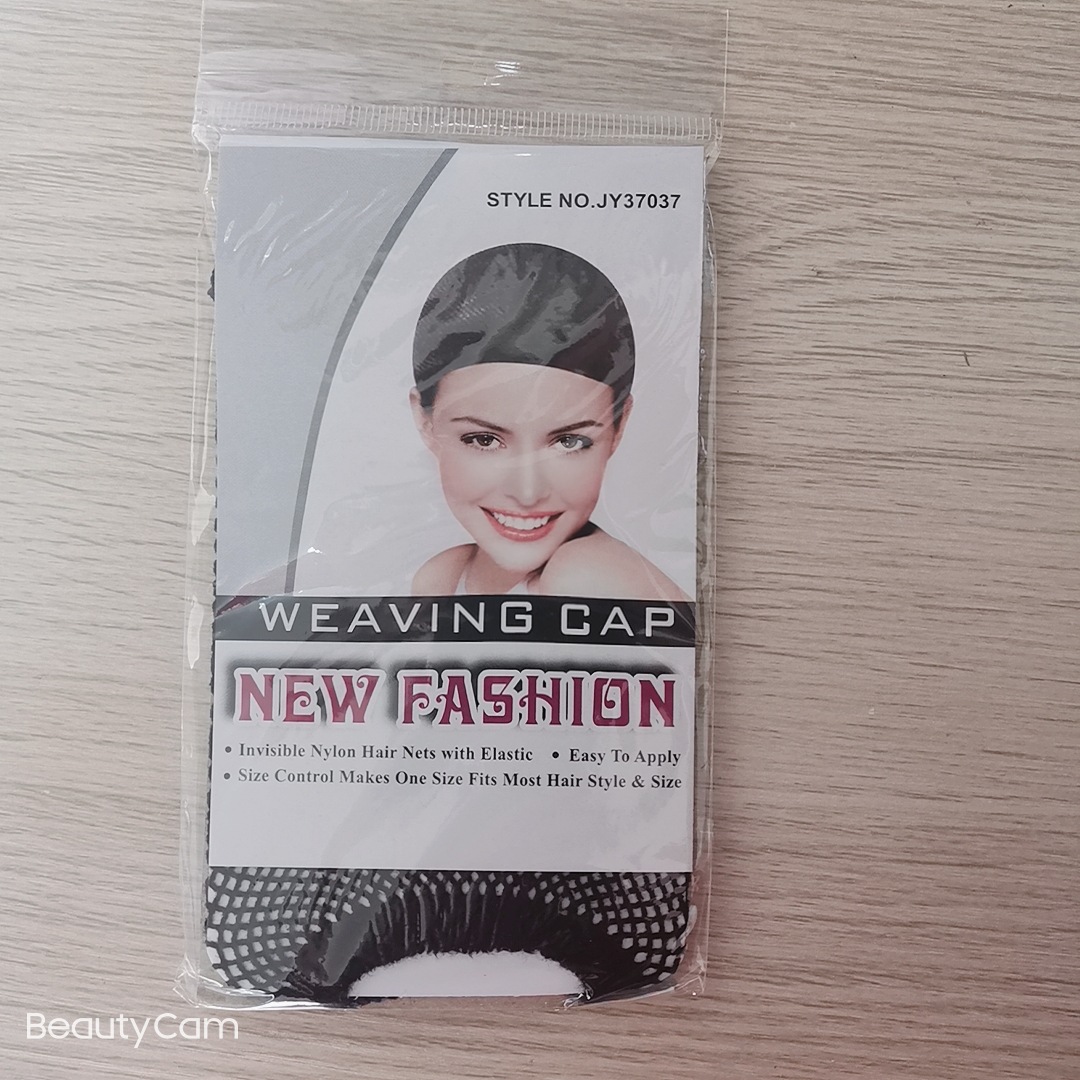 STYLE NO.JY37037
WEAVING CAP
NEW FASHION
• Invisible Nylon Hair Nets with Elastic • Easy To Apply
• Size Control Makes One Size Fits Most Hair Style & Size
BeautyCam